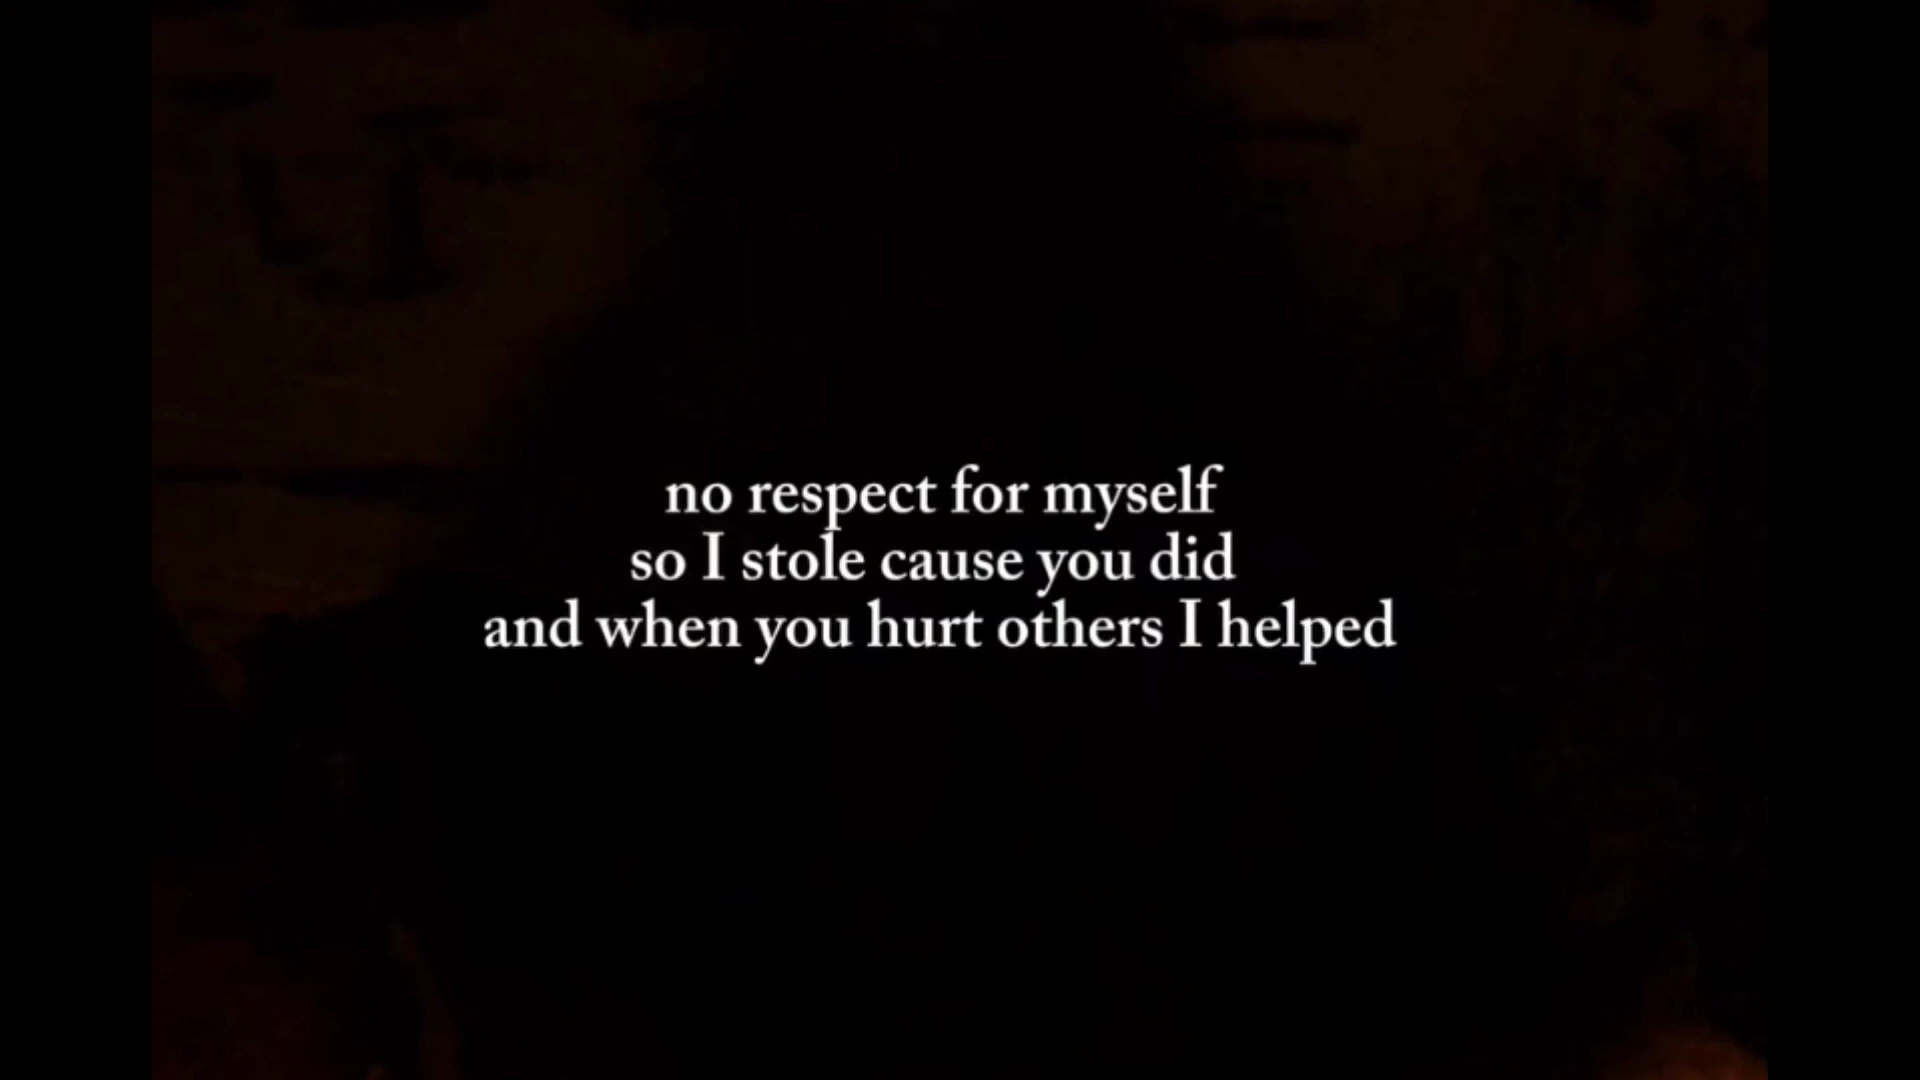 no respect for myself
so I stole cause you did
and when you hurt others I helped